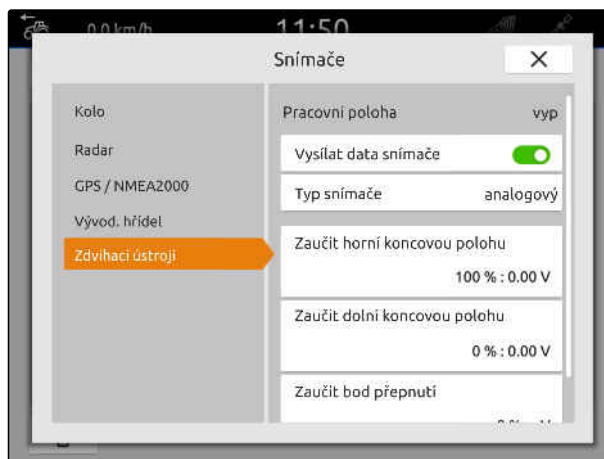 0.0 km/h
11:50
Snímače
Kolo
Radar
GPS / NMEA2000
Vývod. hřídel
Zdvihací ústrojí
Pracovní poloha vyp
Vysílat data snímače
Typ snímače analogový
Zaučit horní koncovou polohu
100 % : 0.00 V
Zaučit dolní koncovou polohu
0 % : 0.00 V
Zaučit bod přepnutí